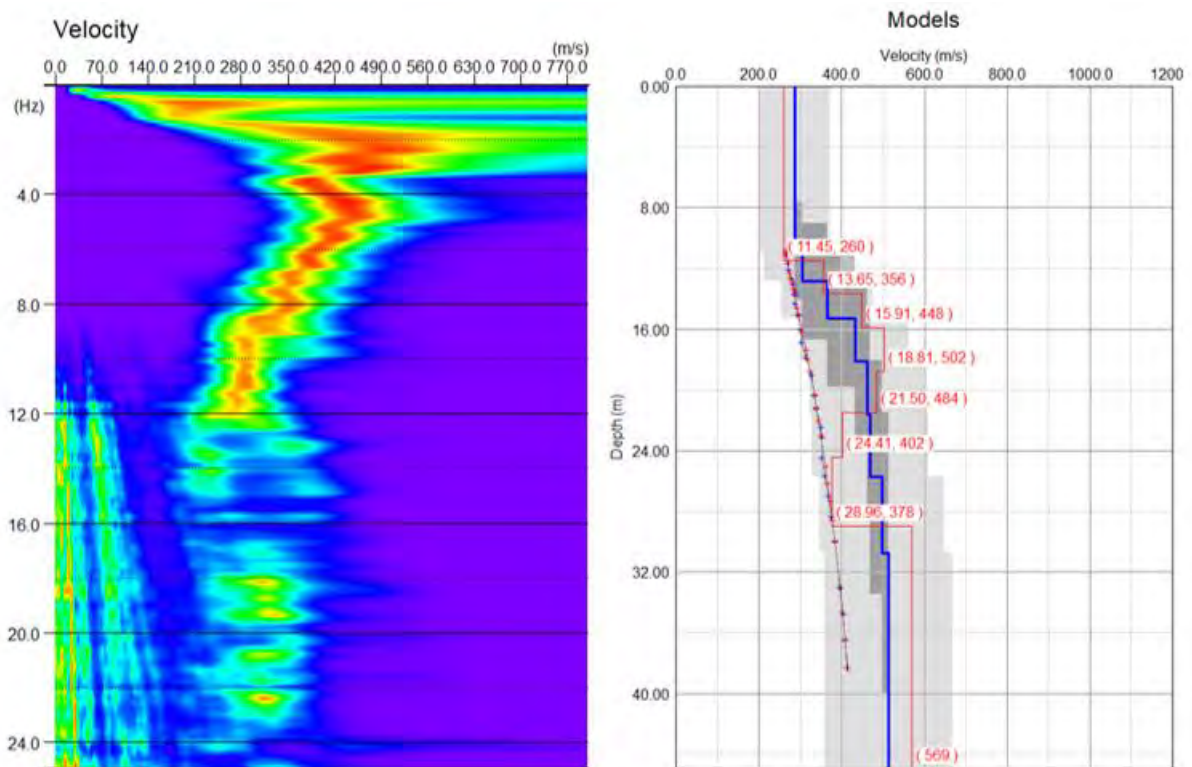 Velocity
(m/s)
0.0 70.0 140.0 210.0 280.0 350.0 420.0 490.0 560.0 630.0 700.0 770.0
(Hz)
4.0
8.0
12.0
16.0
20.0
24.0
Models
Velocity (m/s)
0.0 200.0 400.0 600.0 800.0 1000.0 1200
0.00
8.00
16.00
24.00
32.00
40.00
Depth (m)
( 11.45, 260 )
( 13.65, 356 )
( 15.91, 448 )
( 18.81, 502 )
( 21.50, 484 )
( 24.41, 402 )
( 28.96, 378 )
( 569 )